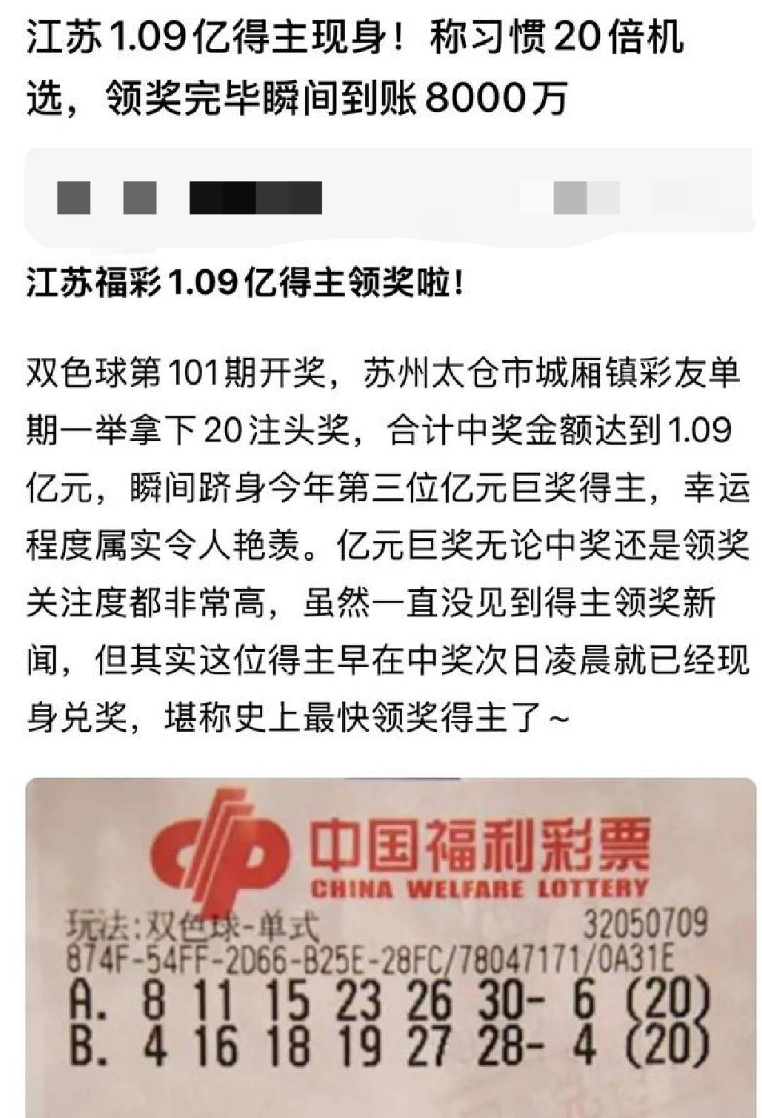 江苏1.09亿得主现身！称习惯20倍机
选，领奖完毕瞬间到账8000万
江苏福彩1.09亿得主领奖啦！
双色球第101期开奖，苏州太仓市城厢镇彩友单
期一举拿下20注头奖，合计中奖金额达到1.09
亿元，瞬间跻身今年第三位亿元巨奖得主，幸运
程度属实令人艳羡。亿元巨奖无论中奖还是领奖
关注度都非常高，虽然一直没见到得主领奖新
闻，但其实这位得主早在中奖次日凌晨就已经现
身兑奖，堪称史上最快领奖得主了~
中国福利彩票
CHINA WELFARE LOTTERY
玩法:双色球-单式 32050709
874F-54FF-2D66-B25E-28FC/78047171/0A31E
A. 8 11 15 23 26 30- 6 (20)
B. 4 16 18 19 27 28- 4 (20)